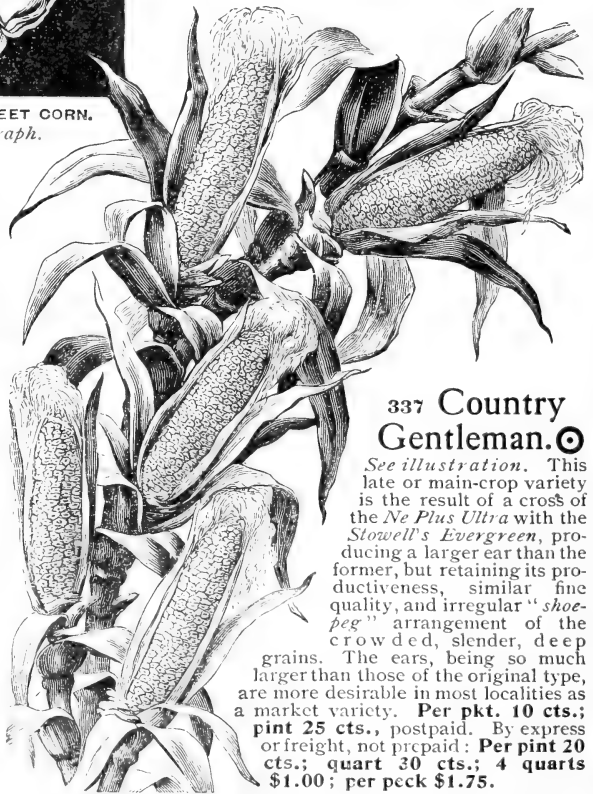 EET CORN.
raph.
337 Country
Gentleman.
See illustration. This
late or main-crop variety
is the result of a cross of
the Ne Plus Ultra with the
Stowell's Evergreen, pro-
ducing a larger ear than the
former, but retaining its pro-
ductiveness, similar fine
quality, and irregular "shoe-
peg" arrangement of the
crowded, slender, deep
grains. The ears, being so much
larger than those of the original type,
are more desirable in most localities as
a market variety. Per pkt. 10 cts.;
pint 25 cts., postpaid. By express
or freight, not prepaid: Per pint 20
cts.; quart 30 cts.; 4 quarts
$1.00; per peck $1.75.